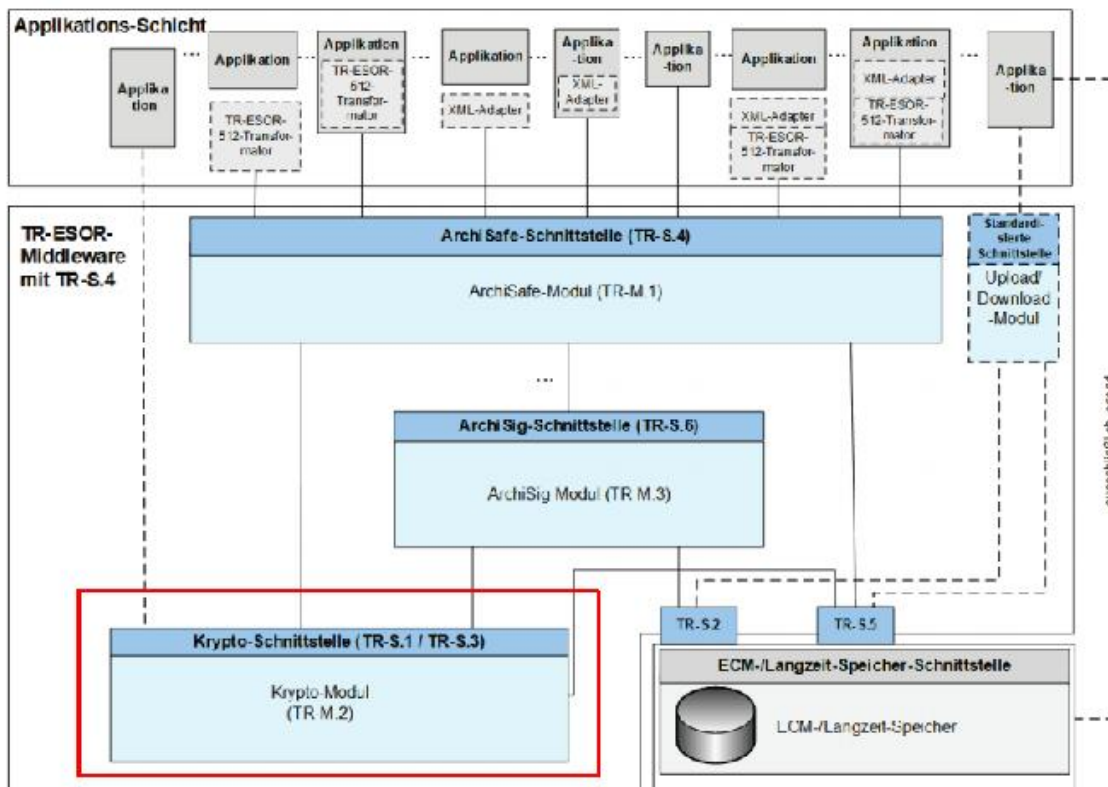 Applikations-Schicht
Applika
tion
...
Applikation
TR-ESOR-
512-Transfor-
mator
Applikation
TR-ESOR-
512-
Transfor-
mator
Applikation
XML-Adapter
Applika
-tion
XML-
Adapter
Applika
-tion
Applikation
XML-Adapter
TR-ESOR-
512-Transfor-
mator
Applikation
XML-Adapter
TR-ESOR-
512-Transfor-
mator
Applika
-tion
TR-ESOR-
Middleware
mit TR-S.4
ArchiSafe-Schnittstelle (TR-S.4)
ArchiSafe-Modul (TR-M.1)
Standardi-
sierte
Schnittstelle
Upload/
Download
-Modul
...
ArchiSig-Schnittstelle (TR-S.6)
ArchiSig Modul (TR M.3)
Krypto-Schnittstelle (TR-S.1 / TR-S.3)
Krypto-Modul
(TR-M.2)
TR-S.2
TR-S.5
ECM-/Langzeit-Speicher-Schnittstelle
ECM-/Langzeit-Speicher